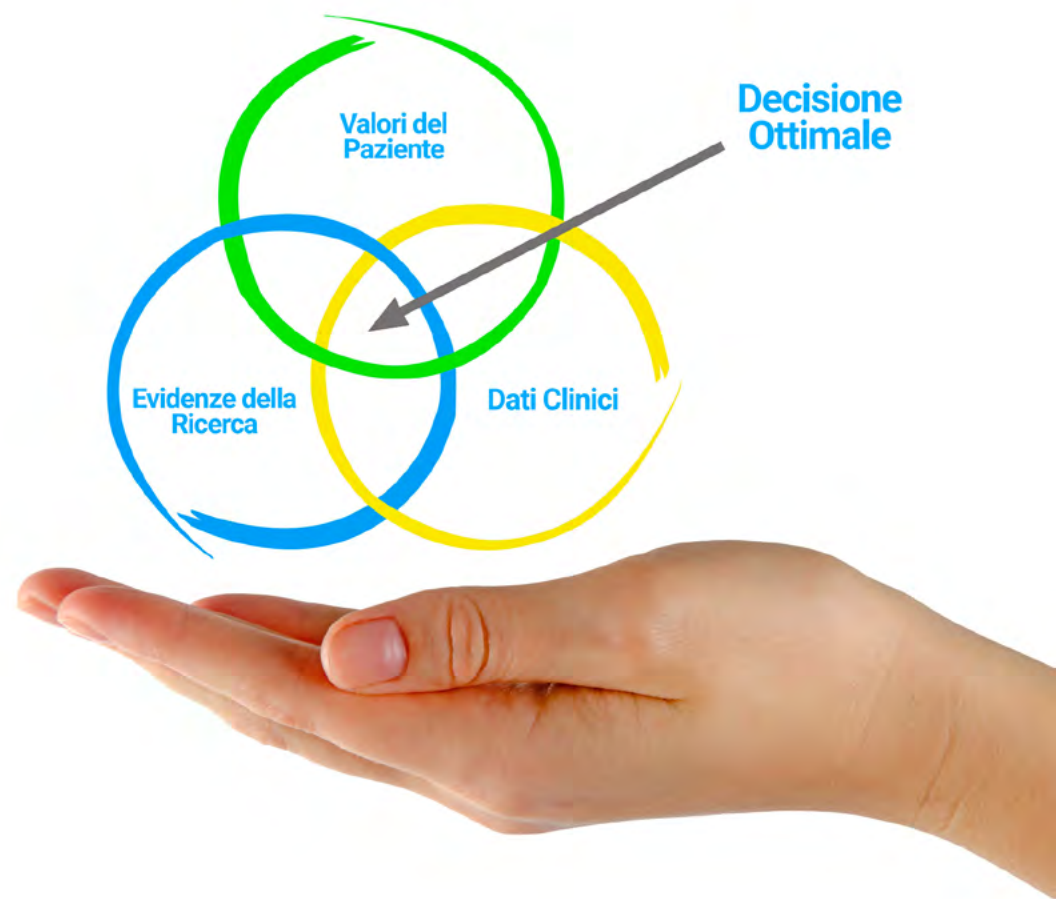 Valori del
Paziente
Decisione
Ottimale
Evidenze della
Ricerca
Dati Clinici